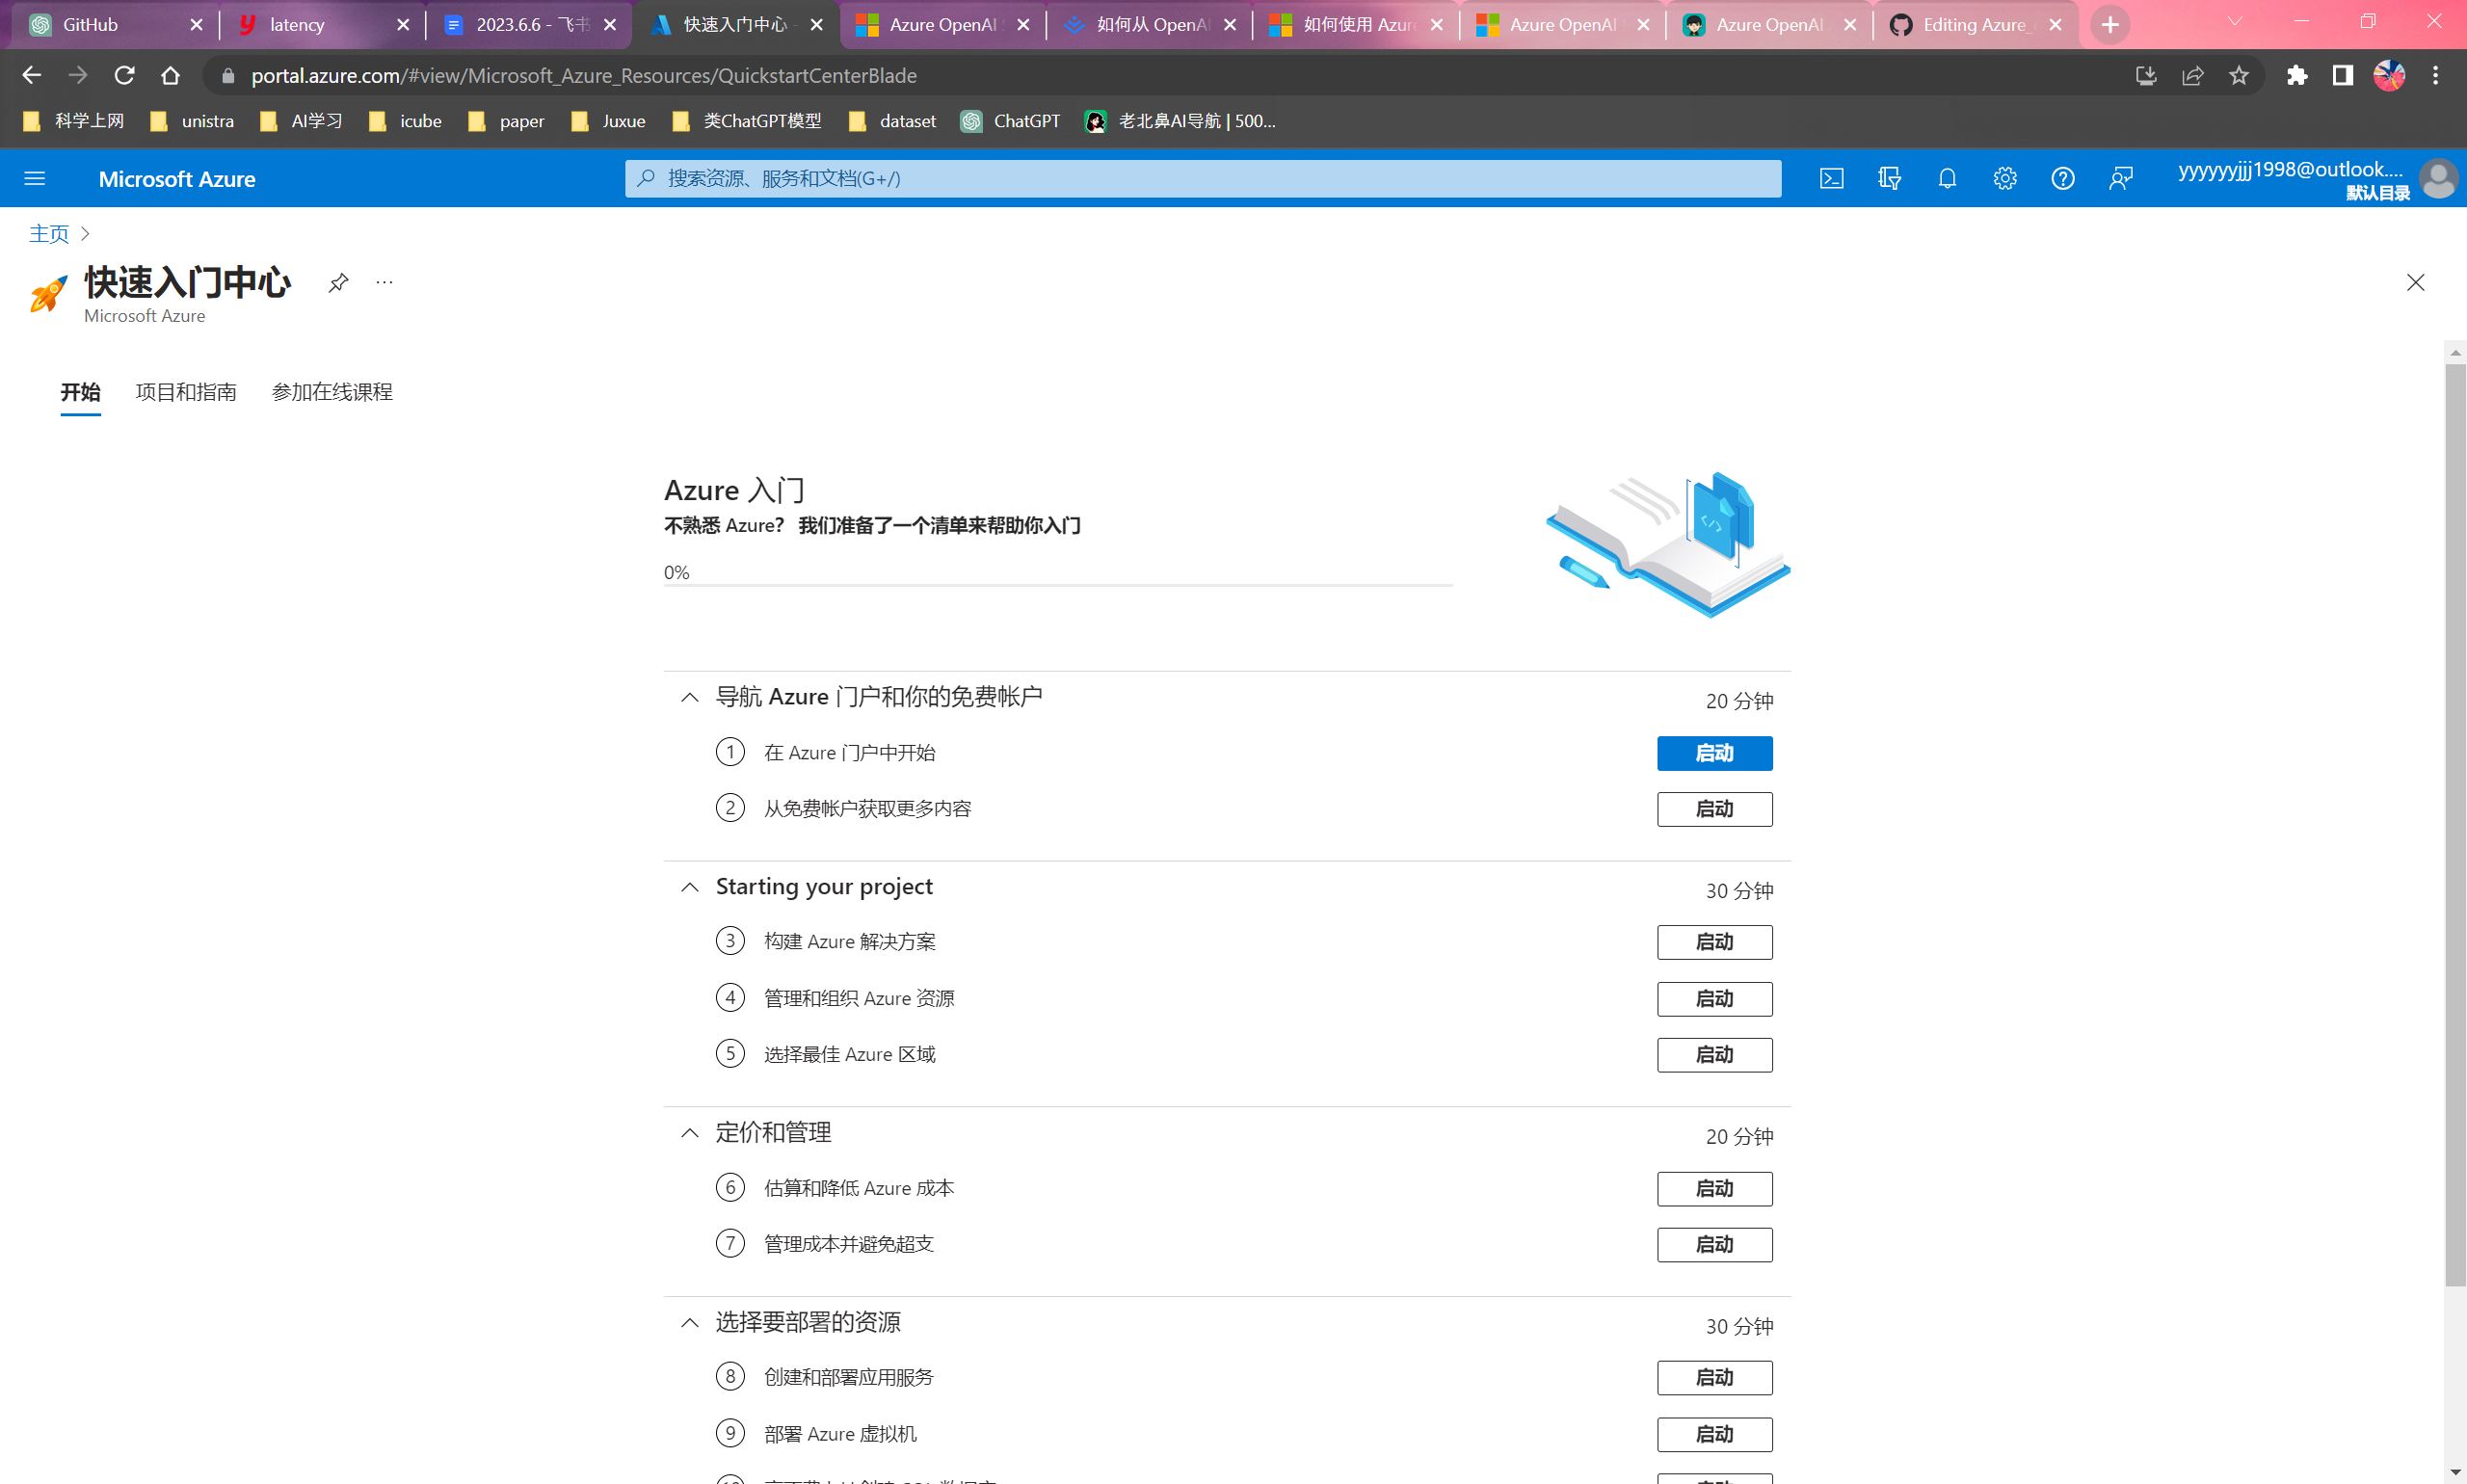 GitHub
latency
2023.6.6 - 飞书
快速入门中心 -
Azure OpenAI
如何从 OpenAI
如何使用 Azure
Azure OpenAI
Azure OpenAI
Editing Azure_
portal.azure.com/#view/Microsoft_Azure_Resources/QuickstartCenterBlade
科学上网
unistra
AI学习
icube
paper
Juxue
类ChatGPT模型
dataset
ChatGPT
老北鼻AI导航 | 500...
Microsoft Azure
搜索资源、服务和文档(G+/)
yyyyyyjjj1998@outlook....
默认目录
主页
快速入门中心
Microsoft Azure
开始
项目和指南
参加在线课程
Azure 入门
不熟悉 Azure? 我们准备了一个清单来帮助你入门
0%
导航 Azure 门户和你的免费帐户
20 分钟
1 在 Azure 门户中开始
启动
2 从免费帐户获取更多内容
启动
Starting your project
30 分钟
3 构建 Azure 解决方案
启动
4 管理和组织 Azure 资源
启动
5 选择最佳 Azure 区域
启动
定价和管理
20 分钟
6 估算和降低 Azure 成本
启动
7 管理成本并避免超支
启动
选择要部署的资源
30 分钟
8 创建和部署应用服务
启动
9 部署 Azure 虚拟机
启动